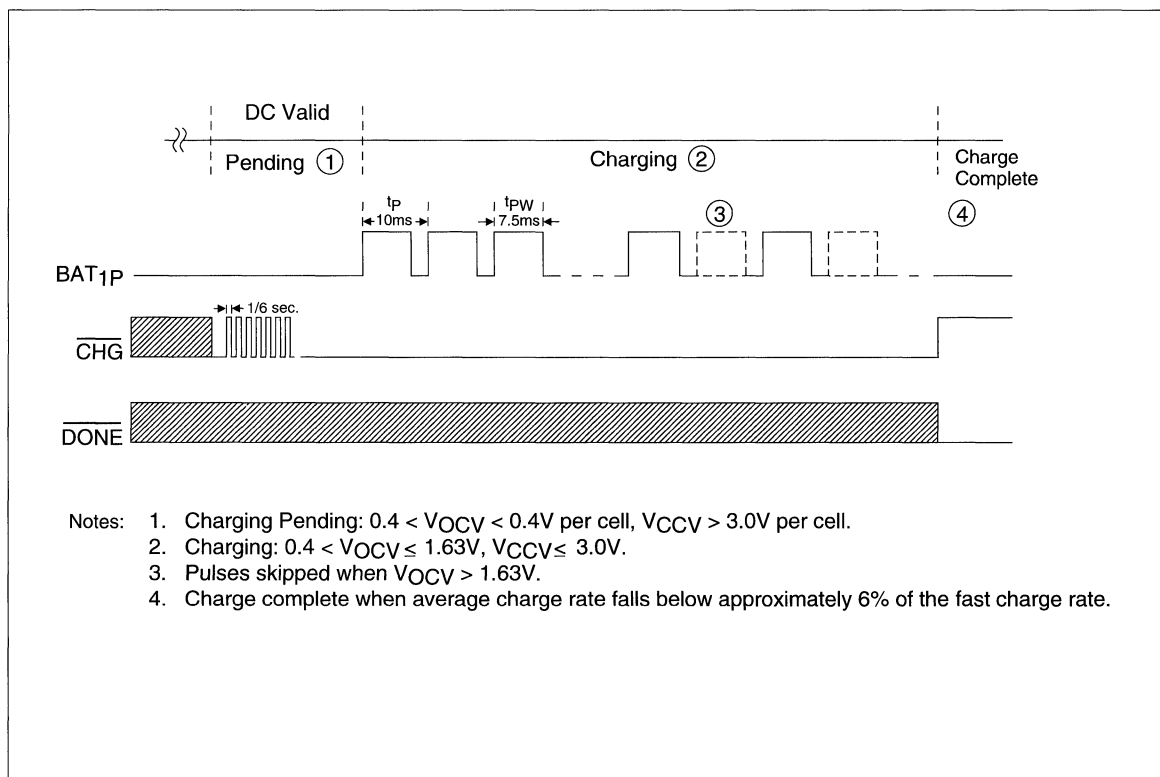 DC Valid
Pending ① Charging ② Charge Complete
tP tPW ③ ④
10ms 7.5ms
BAT1P
1/6 sec.
CHG
DONE
Notes: 1. Charging Pending: 0.4 < VOCV < 0.4V per cell, VCCV > 3.0V per cell.
2. Charging: 0.4 < VOCV ≤ 1.63V, VCCV ≤ 3.0V.
3. Pulses skipped when VOCV > 1.63V.
4. Charge complete when average charge rate falls below approximately 6% of the fast charge rate.